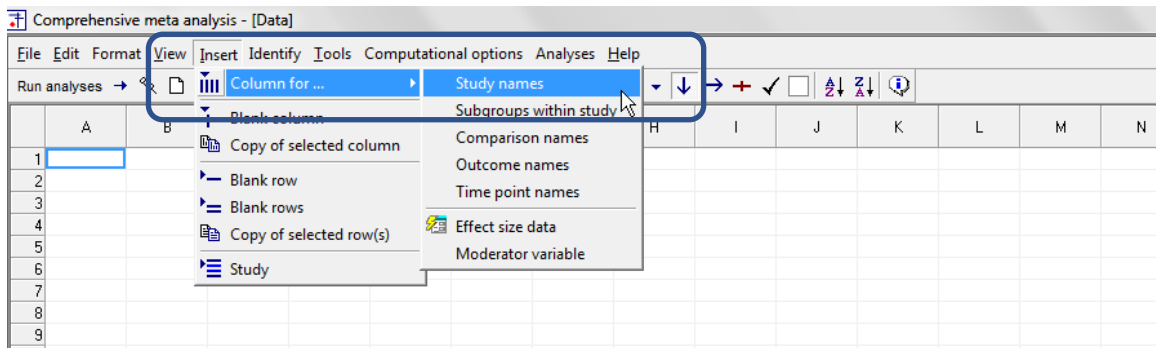 Comprehensive meta analysis - [Data]
File Edit Format View Insert Identify Tools Computational options Analyses Help
Run analyses
Column for ...
Blank column
Copy of selected column
Blank row
Blank rows
Copy of selected row(s)
Study
Study names
Subgroups within study
Comparison names
Outcome names
Time point names
Effect size data
Moderator variable
A B H I J K L M N
1
2
3
4
5
6
7
8
9